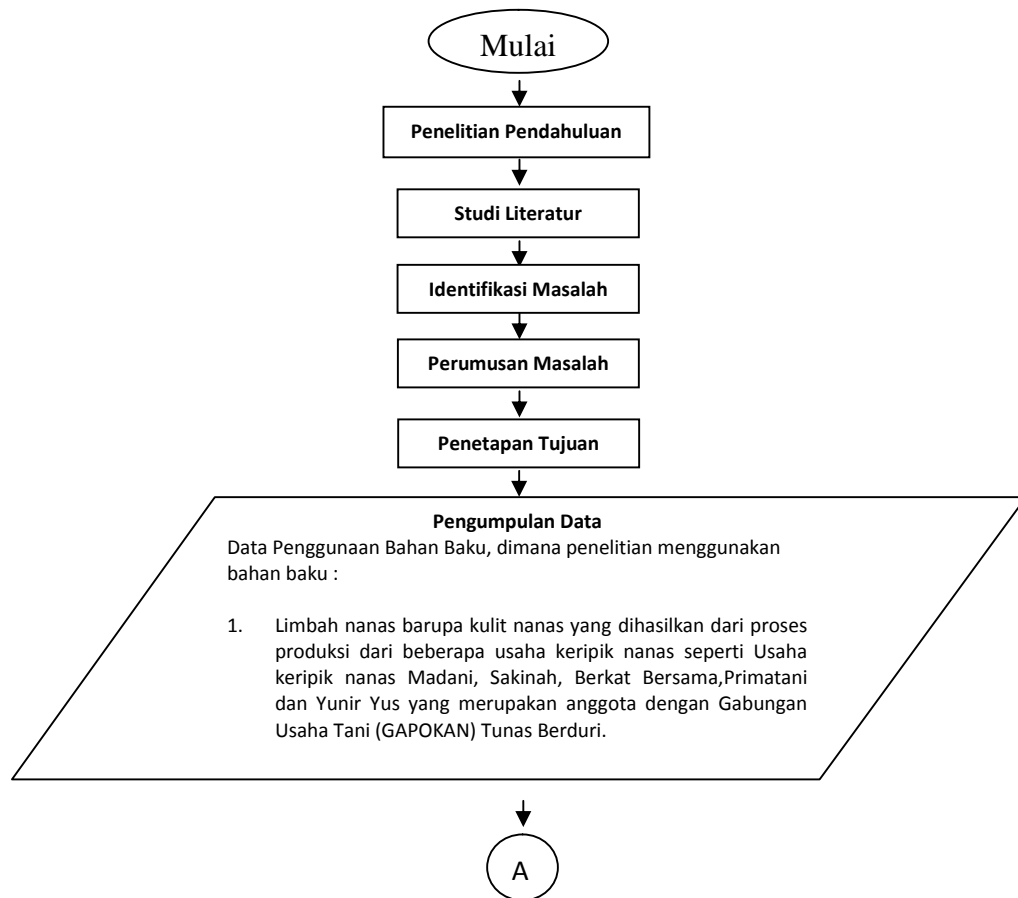 Mulai
Penelitian Pendahuluan
Studi Literatur
Identifikasi Masalah
Perumusan Masalah
Penetapan Tujuan
Pengumpulan Data
Data Penggunaan Bahan Baku, dimana penelitian menggunakan
bahan baku :
1. Limbah nanas barupa kulit nanas yang dihasilkan dari proses
produksi dari beberapa usaha keripik nanas seperti Usaha
keripik nanas Madani, Sakinah, Berkat Bersama,Primatani
dan Yunir Yus yang merupakan anggota dengan Gabungan
Usaha Tani (GAPOKAN) Tunas Berduri.
A